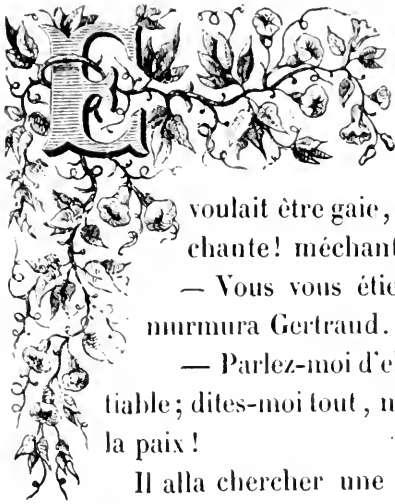 E
voulait être gaie,
chante! méchant
— Vous vous étie
murmura Gertraud.
— Parlez-moi d'el
tiable; dites-moi tout, m
la paix!
Il alla chercher une